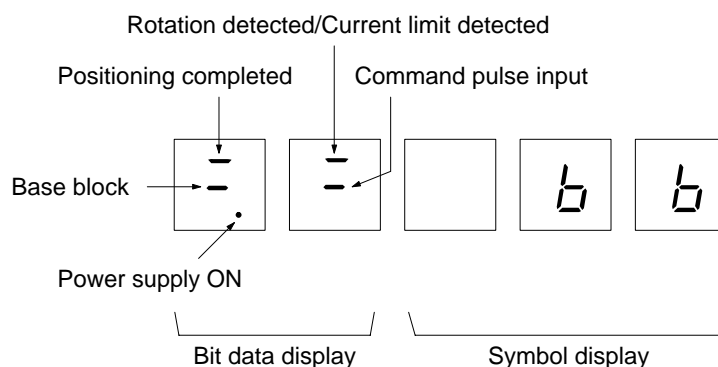 Rotation detected/Current limit detected
Positioning completed
Command pulse input
Base block
b b
Power supply ON
Bit data display
Symbol display